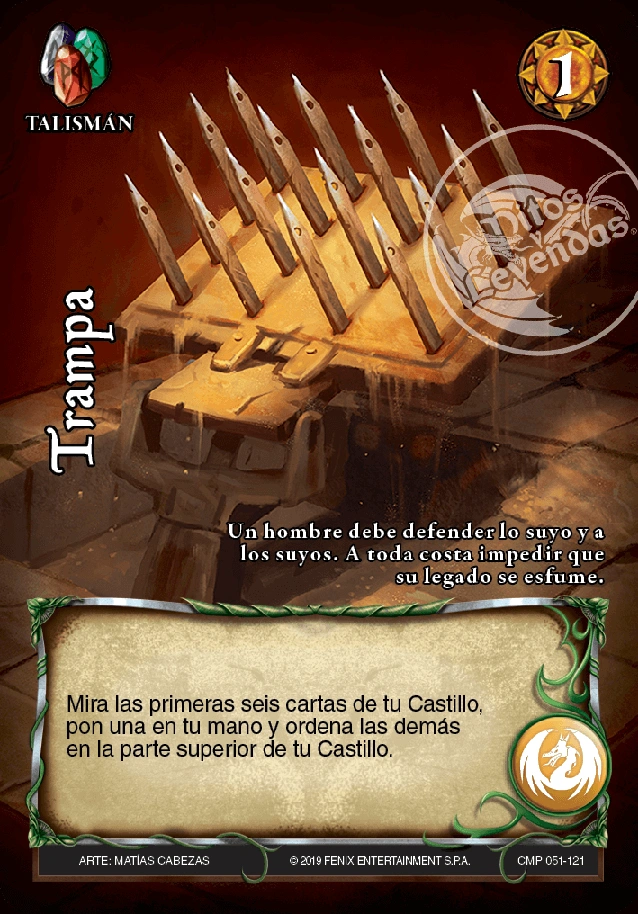 TALISMÁN
1
Mitos
y
Leyendas
Trampa
Un hombre debe defender lo suyo y a
los suyos. A toda costa impedir que
su legado se esfume.
Mira las primeras seis cartas de tu Castillo,
pon una en tu mano y ordena las demás
en la parte superior de tu Castillo.
ARTE: MATÍAS CABEZAS © 2019 FENIX ENTERTAINMENT S.P.A. CMP 051-121